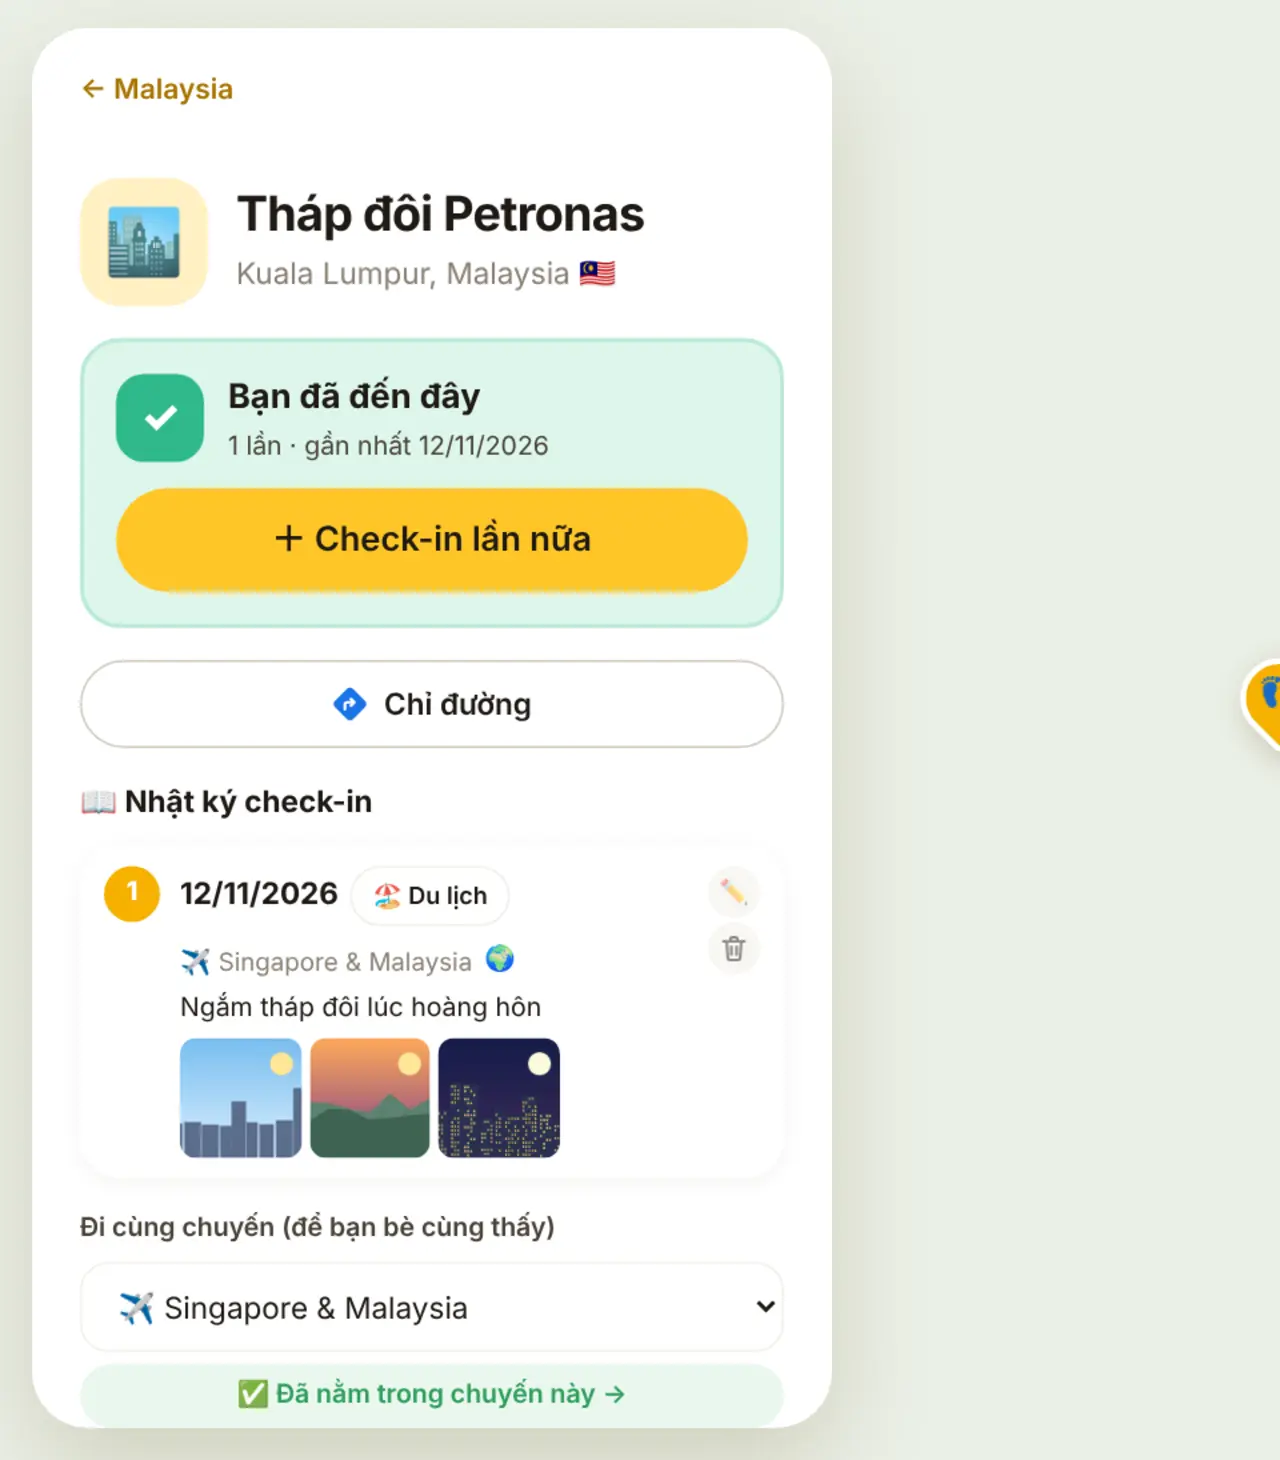 ← Malaysia
Tháp đôi Petronas
Kuala Lumpur, Malaysia 🇲🇾
Bạn đã đến đây
1 lần · gần nhất 12/11/2026
+ Check-in lần nữa
Chỉ đường
📖 Nhật ký check-in
1 12/11/2026 🏖️ Du lịch
✈️ Singapore & Malaysia 🌍
Ngắm tháp đôi lúc hoàng hôn
Đi cùng chuyến (để bạn bè cùng thấy)
✈️ Singapore & Malaysia
✅ Đã nằm trong chuyến này →